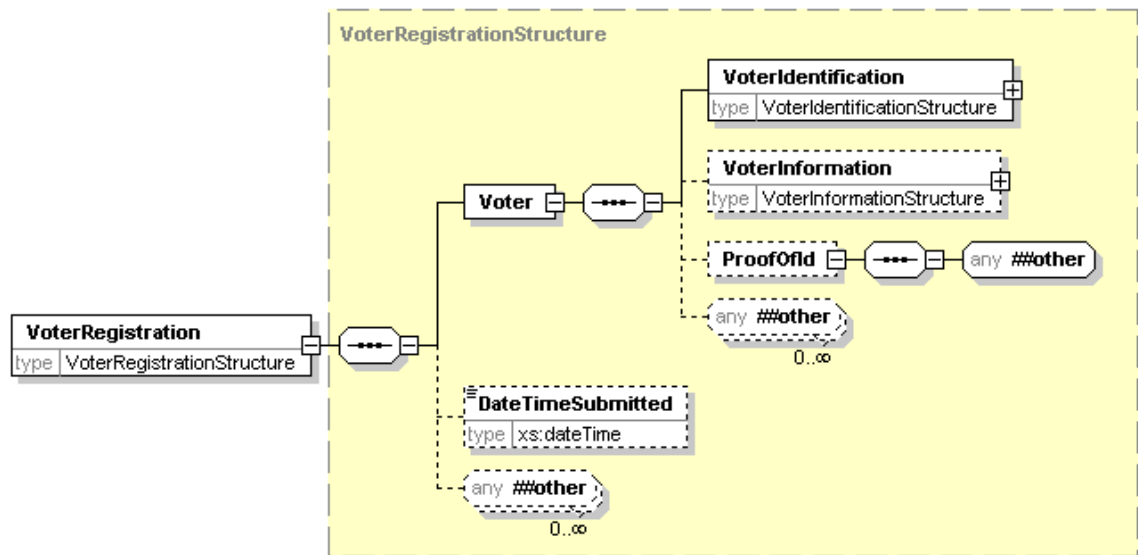 VoterRegistrationStructure
VoterIdentification
type VoterIdentificationStructure
VoterInformation
type VoterInformationStructure
Voter
ProofOfId
any ##other
any ##other
0..∞
VoterRegistration
type VoterRegistrationStructure
DateTimeSubmitted
type xs:dateTime
any ##other
0..∞